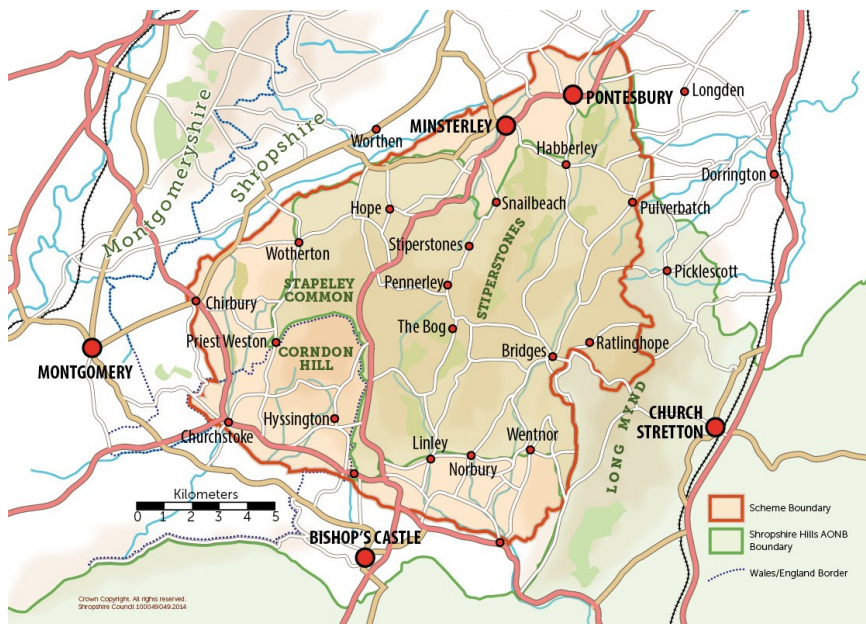 PONTESBURY
Longden
MINSTERLEY
Worthen
Shropshire
Montgomeryshire
Habberley
Dorrington
Hope
Snailbeach
Pulverbatch
Wotherton
Stiperstones
STIPERSTONES
STAPELEY
COMMON
Pennerley
Picklescott
Chirbury
The Bog
Priest Weston
CORNDON
HILL
Bridges
Ratlinghope
MONTGOMERY
LONG MYND
Hyssington
CHURCH
STRETTON
Churchstoke
Linley
Norbury
Wentnor
Kilometers
0 1 2 3 4 5
BISHOP'S CASTLE
Scheme Boundary
Shropshire Hills AONB
Boundary
Wales/England Border
Crown Copyright. All rights reserved.
Shropshire Council 100049049.2014